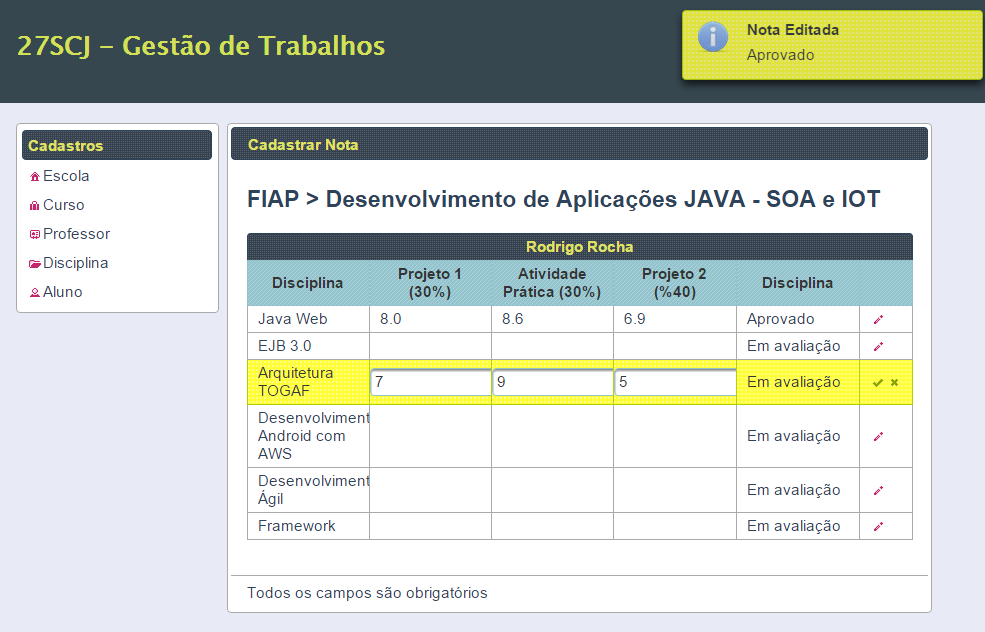 27SCJ – Gestão de Trabalhos
Nota Editada
Aprovado
Cadastros
Escola
Curso
Professor
Disciplina
Aluno
Cadastrar Nota
FIAP > Desenvolvimento de Aplicações JAVA - SOA e IOT
Rodrigo Rocha
Disciplina
Projeto 1
(30%)
Atividade
Prática (30%)
Projeto 2
(%40)
Disciplina
Java Web 8.0 8.6 6.9 Aprovado
EJB 3.0 Em avaliação
Arquitetura
TOGAF
7 9 5 Em avaliação
Desenvolviment
Android com
AWS
Em avaliação
Desenvolviment
Ágil
Em avaliação
Framework Em avaliação
Todos os campos são obrigatórios